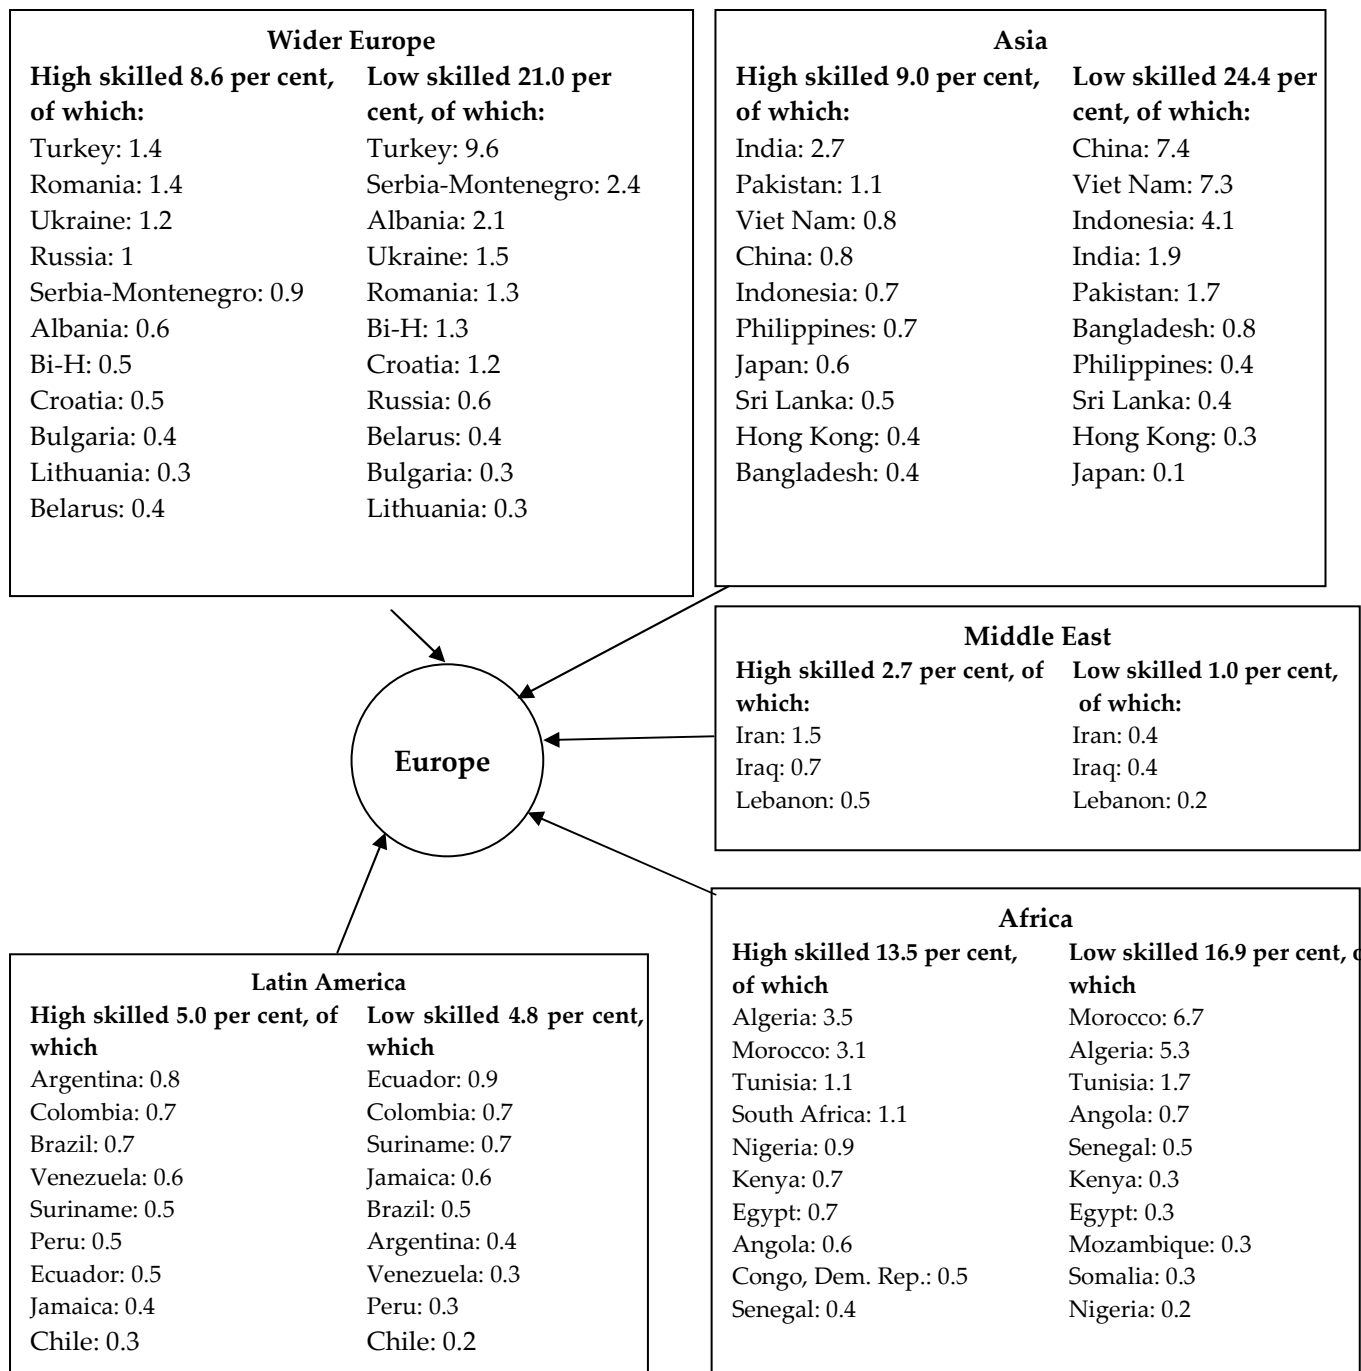 Wider Europe
High skilled 8.6 per cent,
of which:
Turkey: 1.4
Romania: 1.4
Ukraine: 1.2
Russia: 1
Serbia-Montenegro: 0.9
Albania: 0.6
Bi-H: 0.5
Croatia: 0.5
Bulgaria: 0.4
Lithuania: 0.3
Belarus: 0.4
Low skilled 21.0 per
cent, of which:
Turkey: 9.6
Serbia-Montenegro: 2.4
Albania: 2.1
Ukraine: 1.5
Romania: 1.3
Bi-H: 1.3
Croatia: 1.2
Russia: 0.6
Belarus: 0.4
Bulgaria: 0.3
Lithuania: 0.3
Asia
High skilled 9.0 per cent,
of which:
India: 2.7
Pakistan: 1.1
Viet Nam: 0.8
China: 0.8
Indonesia: 0.7
Philippines: 0.7
Japan: 0.6
Sri Lanka: 0.5
Hong Kong: 0.4
Bangladesh: 0.4
Low skilled 24.4 per
cent, of which:
China: 7.4
Viet Nam: 7.3
Indonesia: 4.1
India: 1.9
Pakistan: 1.7
Bangladesh: 0.8
Philippines: 0.4
Sri Lanka: 0.4
Hong Kong: 0.3
Japan: 0.1
Middle East
High skilled 2.7 per cent, of
which:
Iran: 1.5
Iraq: 0.7
Lebanon: 0.5
Low skilled 1.0 per cent,
of which:
Iran: 0.4
Iraq: 0.4
Lebanon: 0.2
Europe
Latin America
High skilled 5.0 per cent, of
which
Argentina: 0.8
Colombia: 0.7
Brazil: 0.7
Venezuela: 0.6
Suriname: 0.5
Peru: 0.5
Ecuador: 0.5
Jamaica: 0.4
Chile: 0.3
Low skilled 4.8 per cent,
which
Ecuador: 0.9
Colombia: 0.7
Suriname: 0.7
Jamaica: 0.6
Brazil: 0.5
Argentina: 0.4
Venezuela: 0.3
Peru: 0.3
Chile: 0.2
Africa
High skilled 13.5 per cent,
of which
Algeria: 3.5
Morocco: 3.1
Tunisia: 1.1
South Africa: 1.1
Nigeria: 0.9
Kenya: 0.7
Egypt: 0.7
Angola: 0.6
Congo, Dem. Rep.: 0.5
Senegal: 0.4
Low skilled 16.9 per cent,
which
Morocco: 6.7
Algeria: 5.3
Tunisia: 1.7
Angola: 0.7
Senegal: 0.5
Kenya: 0.3
Egypt: 0.3
Mozambique: 0.3
Somalia: 0.3
Nigeria: 0.2